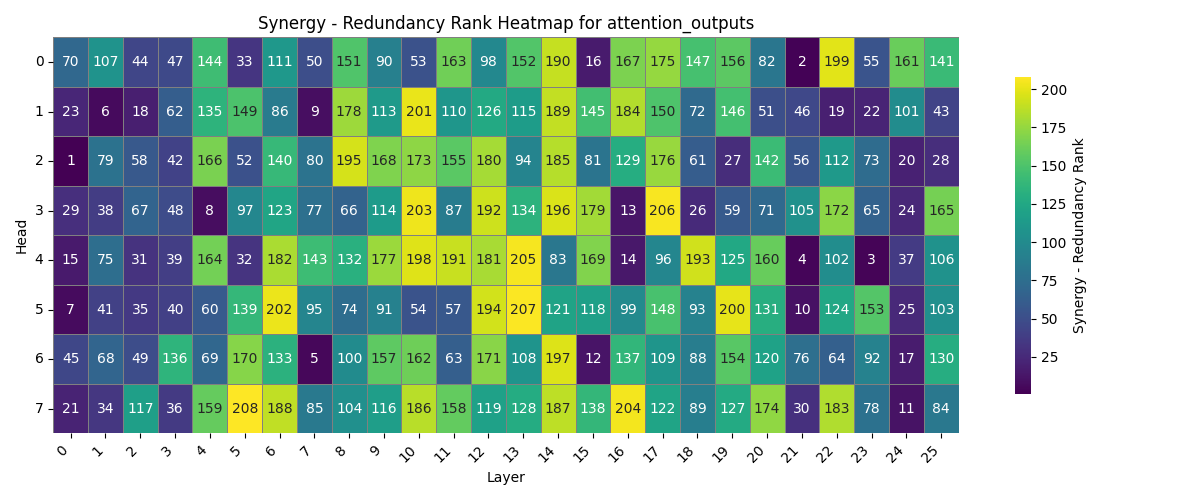 Synergy - Redundancy Rank Heatmap for attention_outputs
Head
0 70 107 44 47 144 33 111 50 151 90 53 163 98 152 190 16 167 175 147 156 82 2 199 55 161 141
1 23 6 18 62 135 149 86 9 178 113 201 110 126 115 189 145 184 150 72 146 51 46 19 22 101 43
2 1 79 58 42 166 52 140 80 195 168 173 155 180 94 185 81 129 176 61 27 142 56 112 73 20 28
3 29 38 67 48 8 97 123 77 66 114 203 87 192 134 196 179 13 206 26 59 71 105 172 65 24 165
4 15 75 31 39 164 32 182 143 132 177 198 191 181 205 83 169 14 96 193 125 160 4 102 3 37 106
5 7 41 35 40 60 139 202 95 74 91 54 57 194 207 121 118 99 148 93 200 131 10 124 153 25 103
6 45 68 49 136 69 170 133 5 100 157 162 63 171 108 197 12 137 109 88 154 120 76 64 92 17 130
7 21 34 117 36 159 208 188 85 104 116 186 158 119 128 187 138 204 122 89 127 174 30 183 78 11 84
0 1 2 3 4 5 6 7 8 9 10 11 12 13 14 15 16 17 18 19 20 21 22 23 24 25
Layer
200
175
150
125
100
75
50
25
Synergy - Redundancy Rank